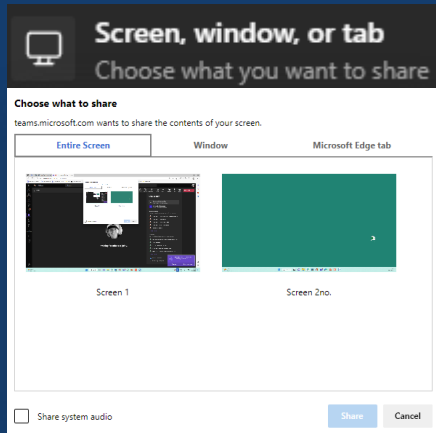 Screen, window, or tab
Choose what you want to share
Choose what to share
teams.microsoft.com wants to share the contents of your screen.
Entire Screen
Window
Microsoft Edge tab
Screen 1
Screen 2no.
Share system audio
Share
Cancel